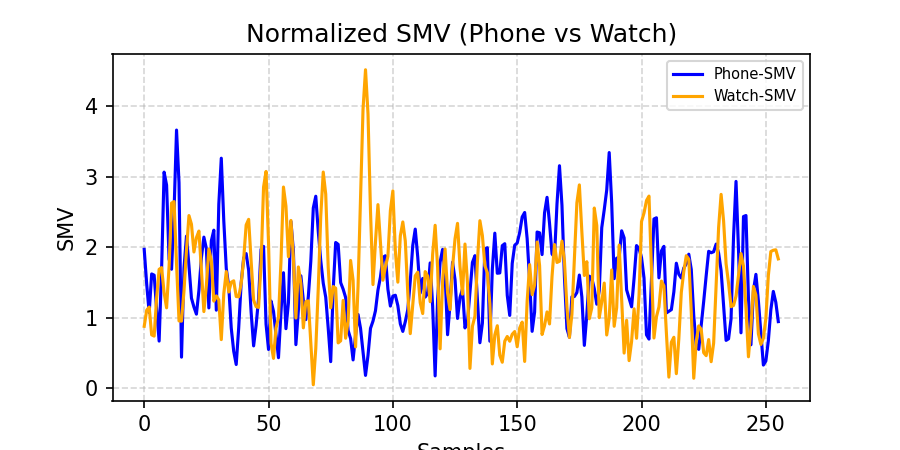 Normalized SMV (Phone vs Watch)
Phone-SMV
Watch-SMV
SMV
4
3
2
1
0
0 50 100 150 200 250
Samples